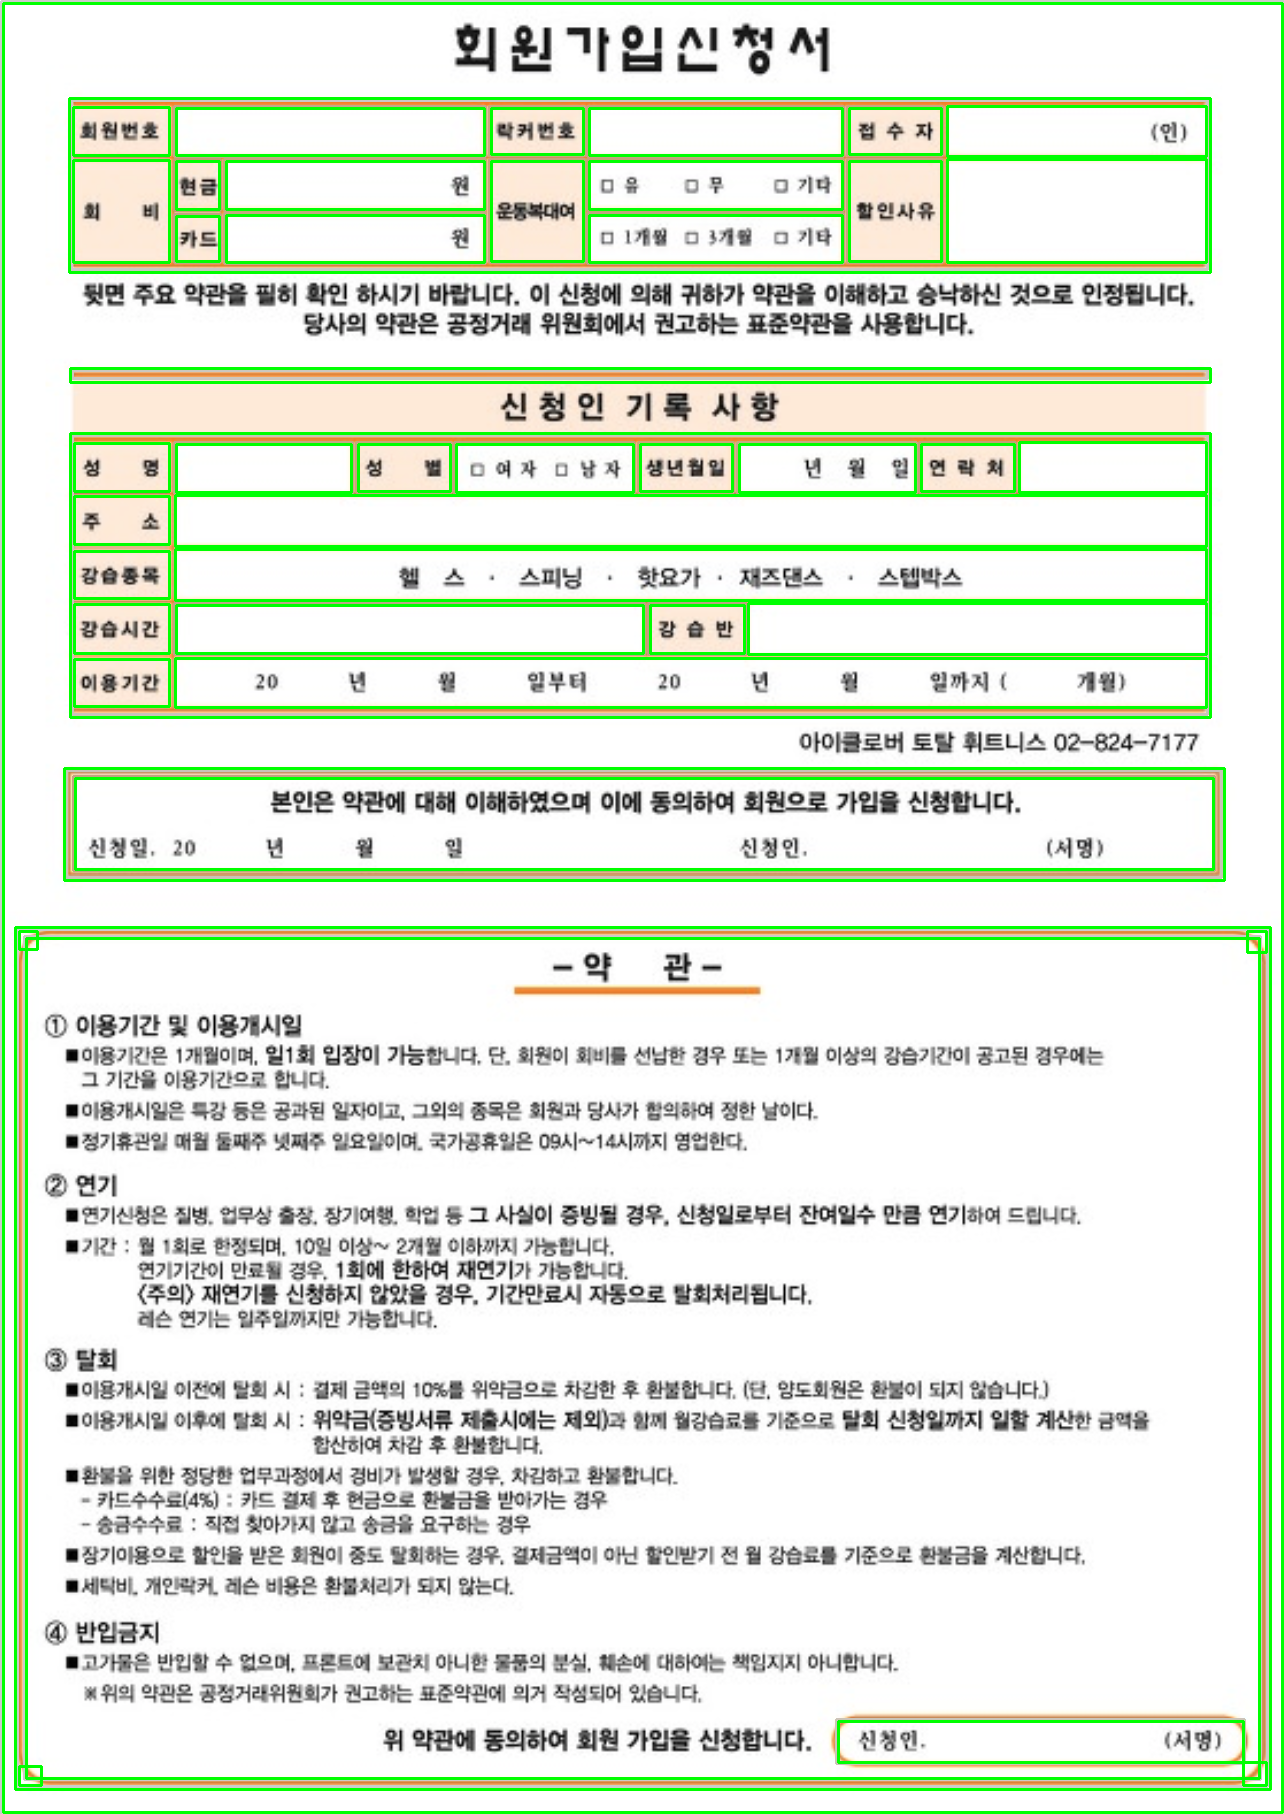 회원가입신청서
회원번호 락커번호 접 수 자 (인)
회 비 현금 원 운동복대여 □ 유 □ 무 □ 기타 할인사유
카드 원 □ 1개월 □ 3개월 □ 기타
뒷면 주요 약관을 필히 확인 하시기 바랍니다. 이 신청에 의해 귀하가 약관을 이해하고 승낙하신 것으로 인정됩니다.
당사의 약관은 공정거래 위원회에서 권고하는 표준약관을 사용합니다.
신청인 기록 사항
성 명 성 별 □ 여자 □ 남자 생년월일 년 월 일 연 락 처
주 소
강습종목 헬 스 · 스피닝 · 핫요가 · 재즈댄스 · 스텝박스
강습시간 강 습 반
이용기간 20 년 월 일부터 20 년 월 일까지 ( 개월)
아이클로버 토탈 휘트니스 02-824-7177
본인은 약관에 대해 이해하였으며 이에 동의하여 회원으로 가입을 신청합니다.
신청일. 20 년 월 일 신청인. (서명)
- 약 관 -
① 이용기간 및 이용개시일
■이용기간은 1개월이며, 일1회 입장이 가능합니다. 단, 회원이 회비를 선납한 경우 또는 1개월 이상의 강습기간이 공고된 경우에는
그 기간을 이용기간으로 합니다.
■이용개시일은 특강 등은 공과된 일자이고, 그외의 종목은 회원과 당사가 합의하여 정한 날이다.
■정기휴관일 매월 둘째주 넷째주 일요일이며, 국가공휴일은 09시~14시까지 영업한다.
② 연기
■연기신청은 질병, 업무상 출장, 장기여행, 학업 등 그 사실이 증빙될 경우, 신청일로부터 잔여일수 만큼 연기하여 드립니다.
■기간 : 월 1회로 한정되며, 10일 이상~ 2개월 이하까지 가능합니다.
연기기간이 만료될 경우, 1회에 한하여 재연기가 가능합니다.
〈주의〉 재연기를 신청하지 않았을 경우, 기간만료시 자동으로 탈회처리됩니다.
레슨 연기는 일주일까지만 가능합니다.
③ 탈회
■이용개시일 이전에 탈회 시 : 결제 금액의 10%를 위약금으로 차감한 후 환불합니다. (단, 양도회원은 환불이 되지 않습니다.)
■이용개시일 이후에 탈회 시 : 위약금(증빙서류 제출시에는 제외)과 함께 월강습료를 기준으로 탈회 신청일까지 일할 계산한 금액을
합산하여 차감 후 환불합니다.
■환불을 위한 정당한 업무과정에서 경비가 발생할 경우, 차감하고 환불합니다.
- 카드수수료(4%) : 카드 결제 후 현금으로 환불금을 받아가는 경우
- 송금수수료 : 직접 찾아가지 않고 송금을 요구하는 경우
■장기이용으로 할인을 받은 회원이 중도 탈회하는 경우, 결제금액이 아닌 할인받기 전 월 강습료를 기준으로 환불금을 계산합니다.
■세탁비, 개인락커, 레슨 비용은 환불처리가 되지 않는다.
④ 반입금지
■고가물은 반입할 수 없으며, 프론트에 보관치 아니한 물품의 분실, 훼손에 대하여는 책임지지 아니합니다.
※위의 약관은 공정거래위원회가 권고하는 표준약관에 의거 작성되어 있습니다.
위 약관에 동의하여 회원 가입을 신청합니다. 신청인. (서명)